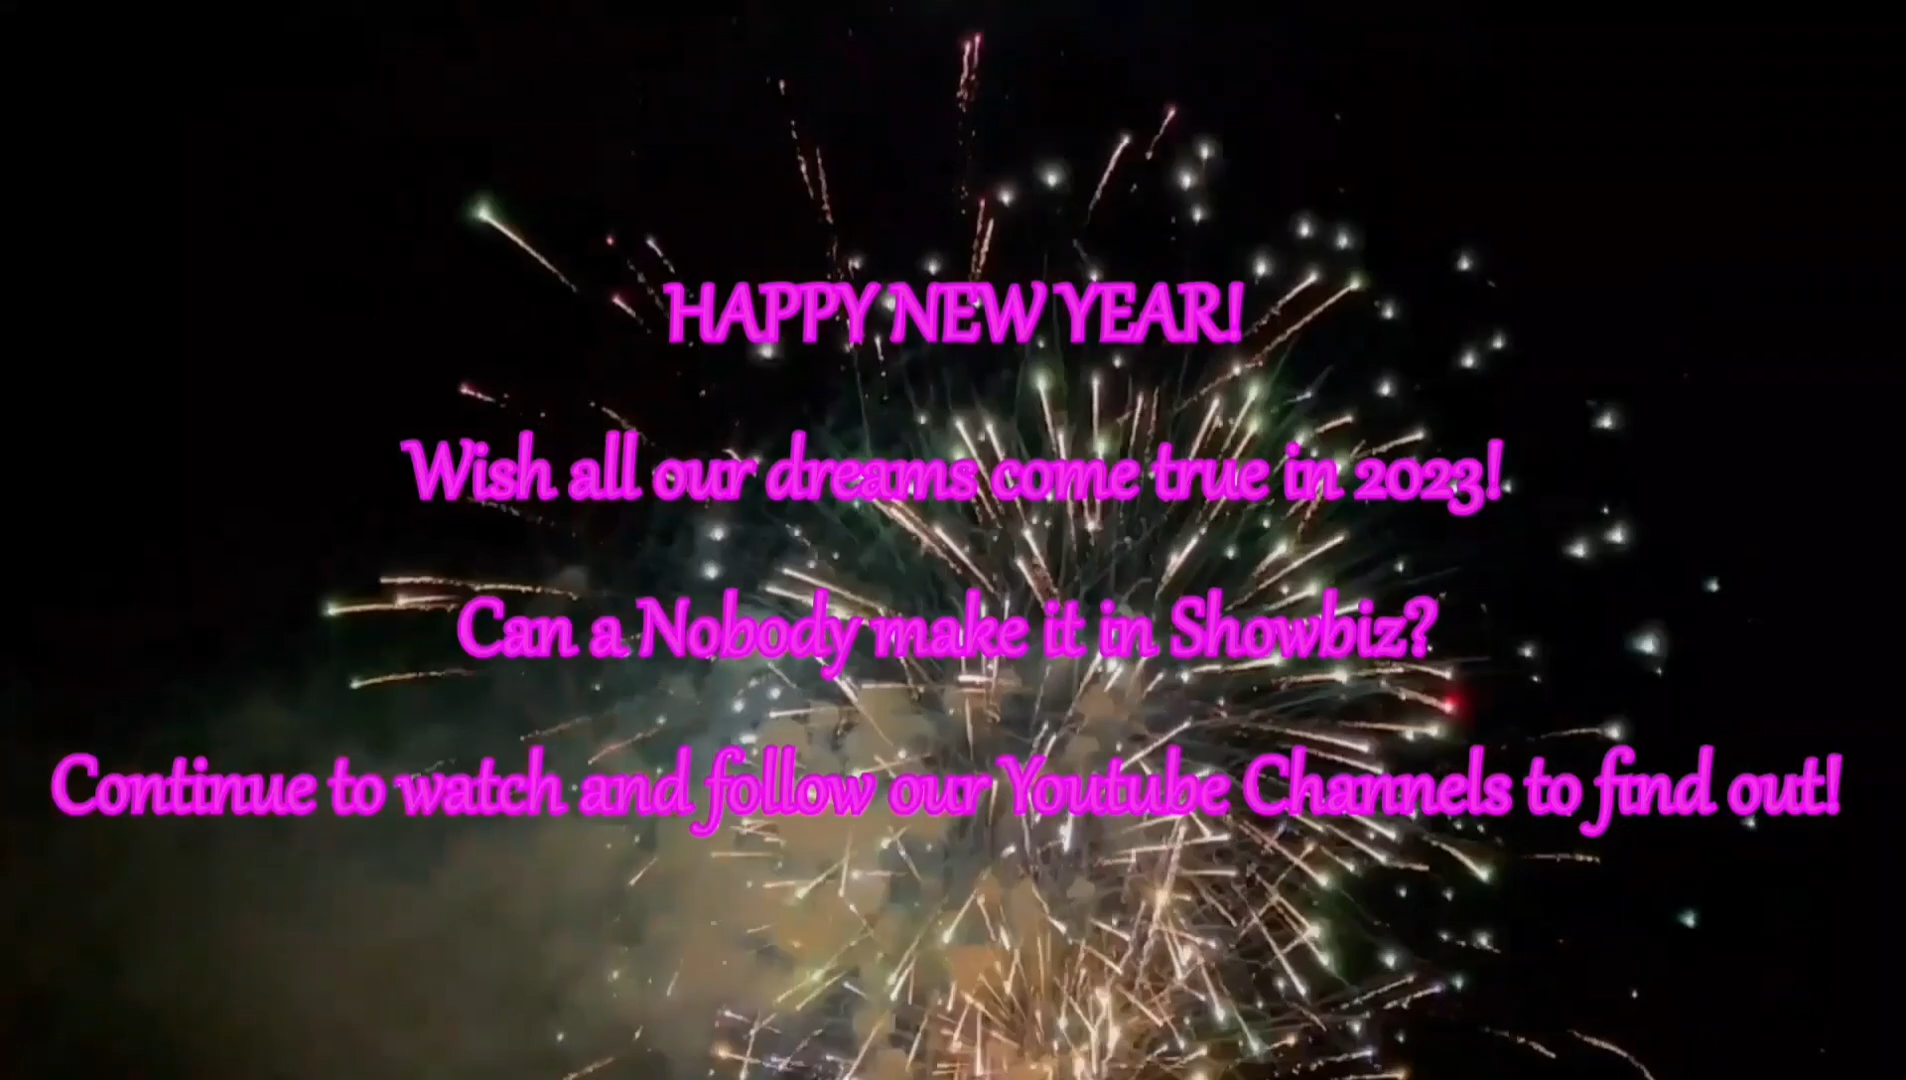 HAPPY NEW YEAR!
Wish all our dreams come true in 2023!
Can a Nobody make it in Showbiz?
Continue to watch and follow our Youtube Channels to find out!